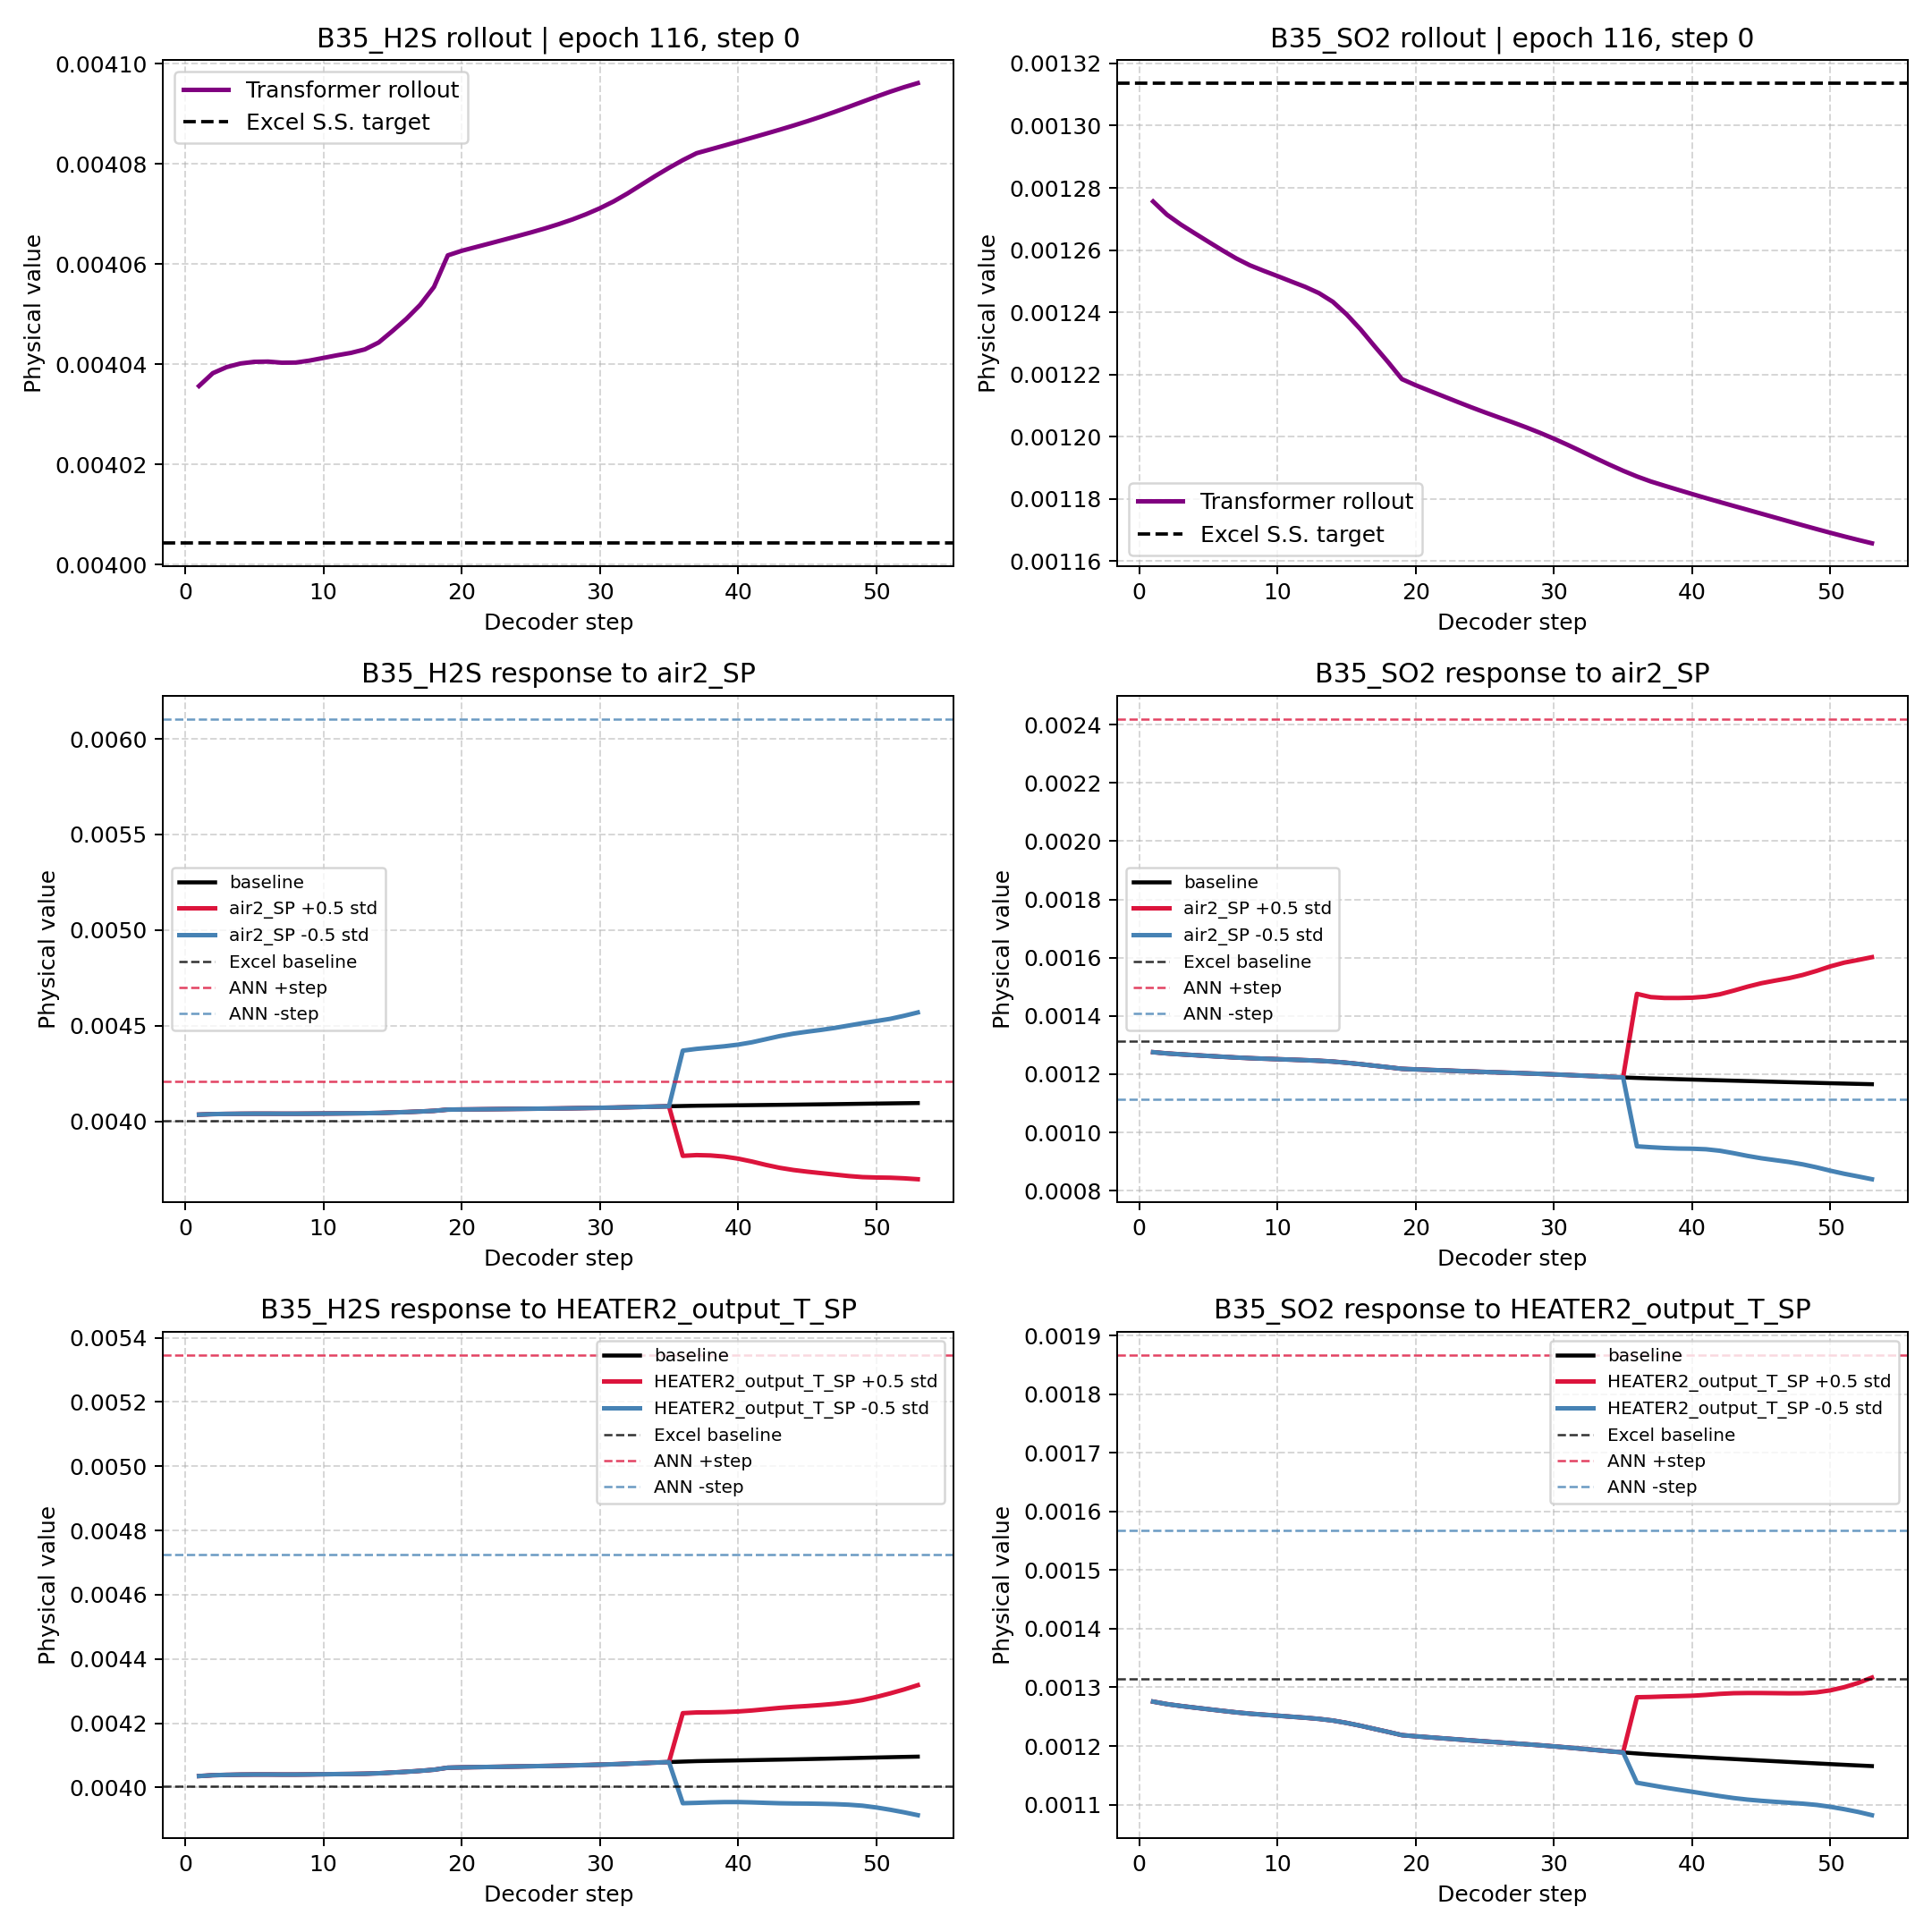 B35_H2S rollout | epoch 116, step 0
Physical value
0.00410
0.00408
0.00406
0.00404
0.00402
0.00400
Transformer rollout
Excel S.S. target
0 10 20 30 40 50
Decoder step
B35_SO2 rollout | epoch 116, step 0
Physical value
0.00132
0.00130
0.00128
0.00126
0.00124
0.00122
0.00120
0.00118
0.00116
Transformer rollout
Excel S.S. target
0 10 20 30 40 50
Decoder step
B35_H2S response to air2_SP
Physical value
0.0060
0.0055
0.0050
0.0045
0.0040
baseline
air2_SP +0.5 std
air2_SP -0.5 std
Excel baseline
ANN +step
ANN -step
0 10 20 30 40 50
Decoder step
B35_SO2 response to air2_SP
Physical value
0.0024
0.0022
0.0020
0.0018
0.0016
0.0014
0.0012
0.0010
0.0008
baseline
air2_SP +0.5 std
air2_SP -0.5 std
Excel baseline
ANN +step
ANN -step
0 10 20 30 40 50
Decoder step
B35_H2S response to HEATER2_output_T_SP
Physical value
0.0054
0.0052
0.0050
0.0048
0.0046
0.0044
0.0042
0.0040
baseline
HEATER2_output_T_SP +0.5 std
HEATER2_output_T_SP -0.5 std
Excel baseline
ANN +step
ANN -step
0 10 20 30 40 50
Decoder step
B35_SO2 response to HEATER2_output_T_SP
Physical value
0.0019
0.0018
0.0017
0.0016
0.0015
0.0014
0.0013
0.0012
0.0011
baseline
HEATER2_output_T_SP +0.5 std
HEATER2_output_T_SP -0.5 std
Excel baseline
ANN +step
ANN -step
0 10 20 30 40 50
Decoder step